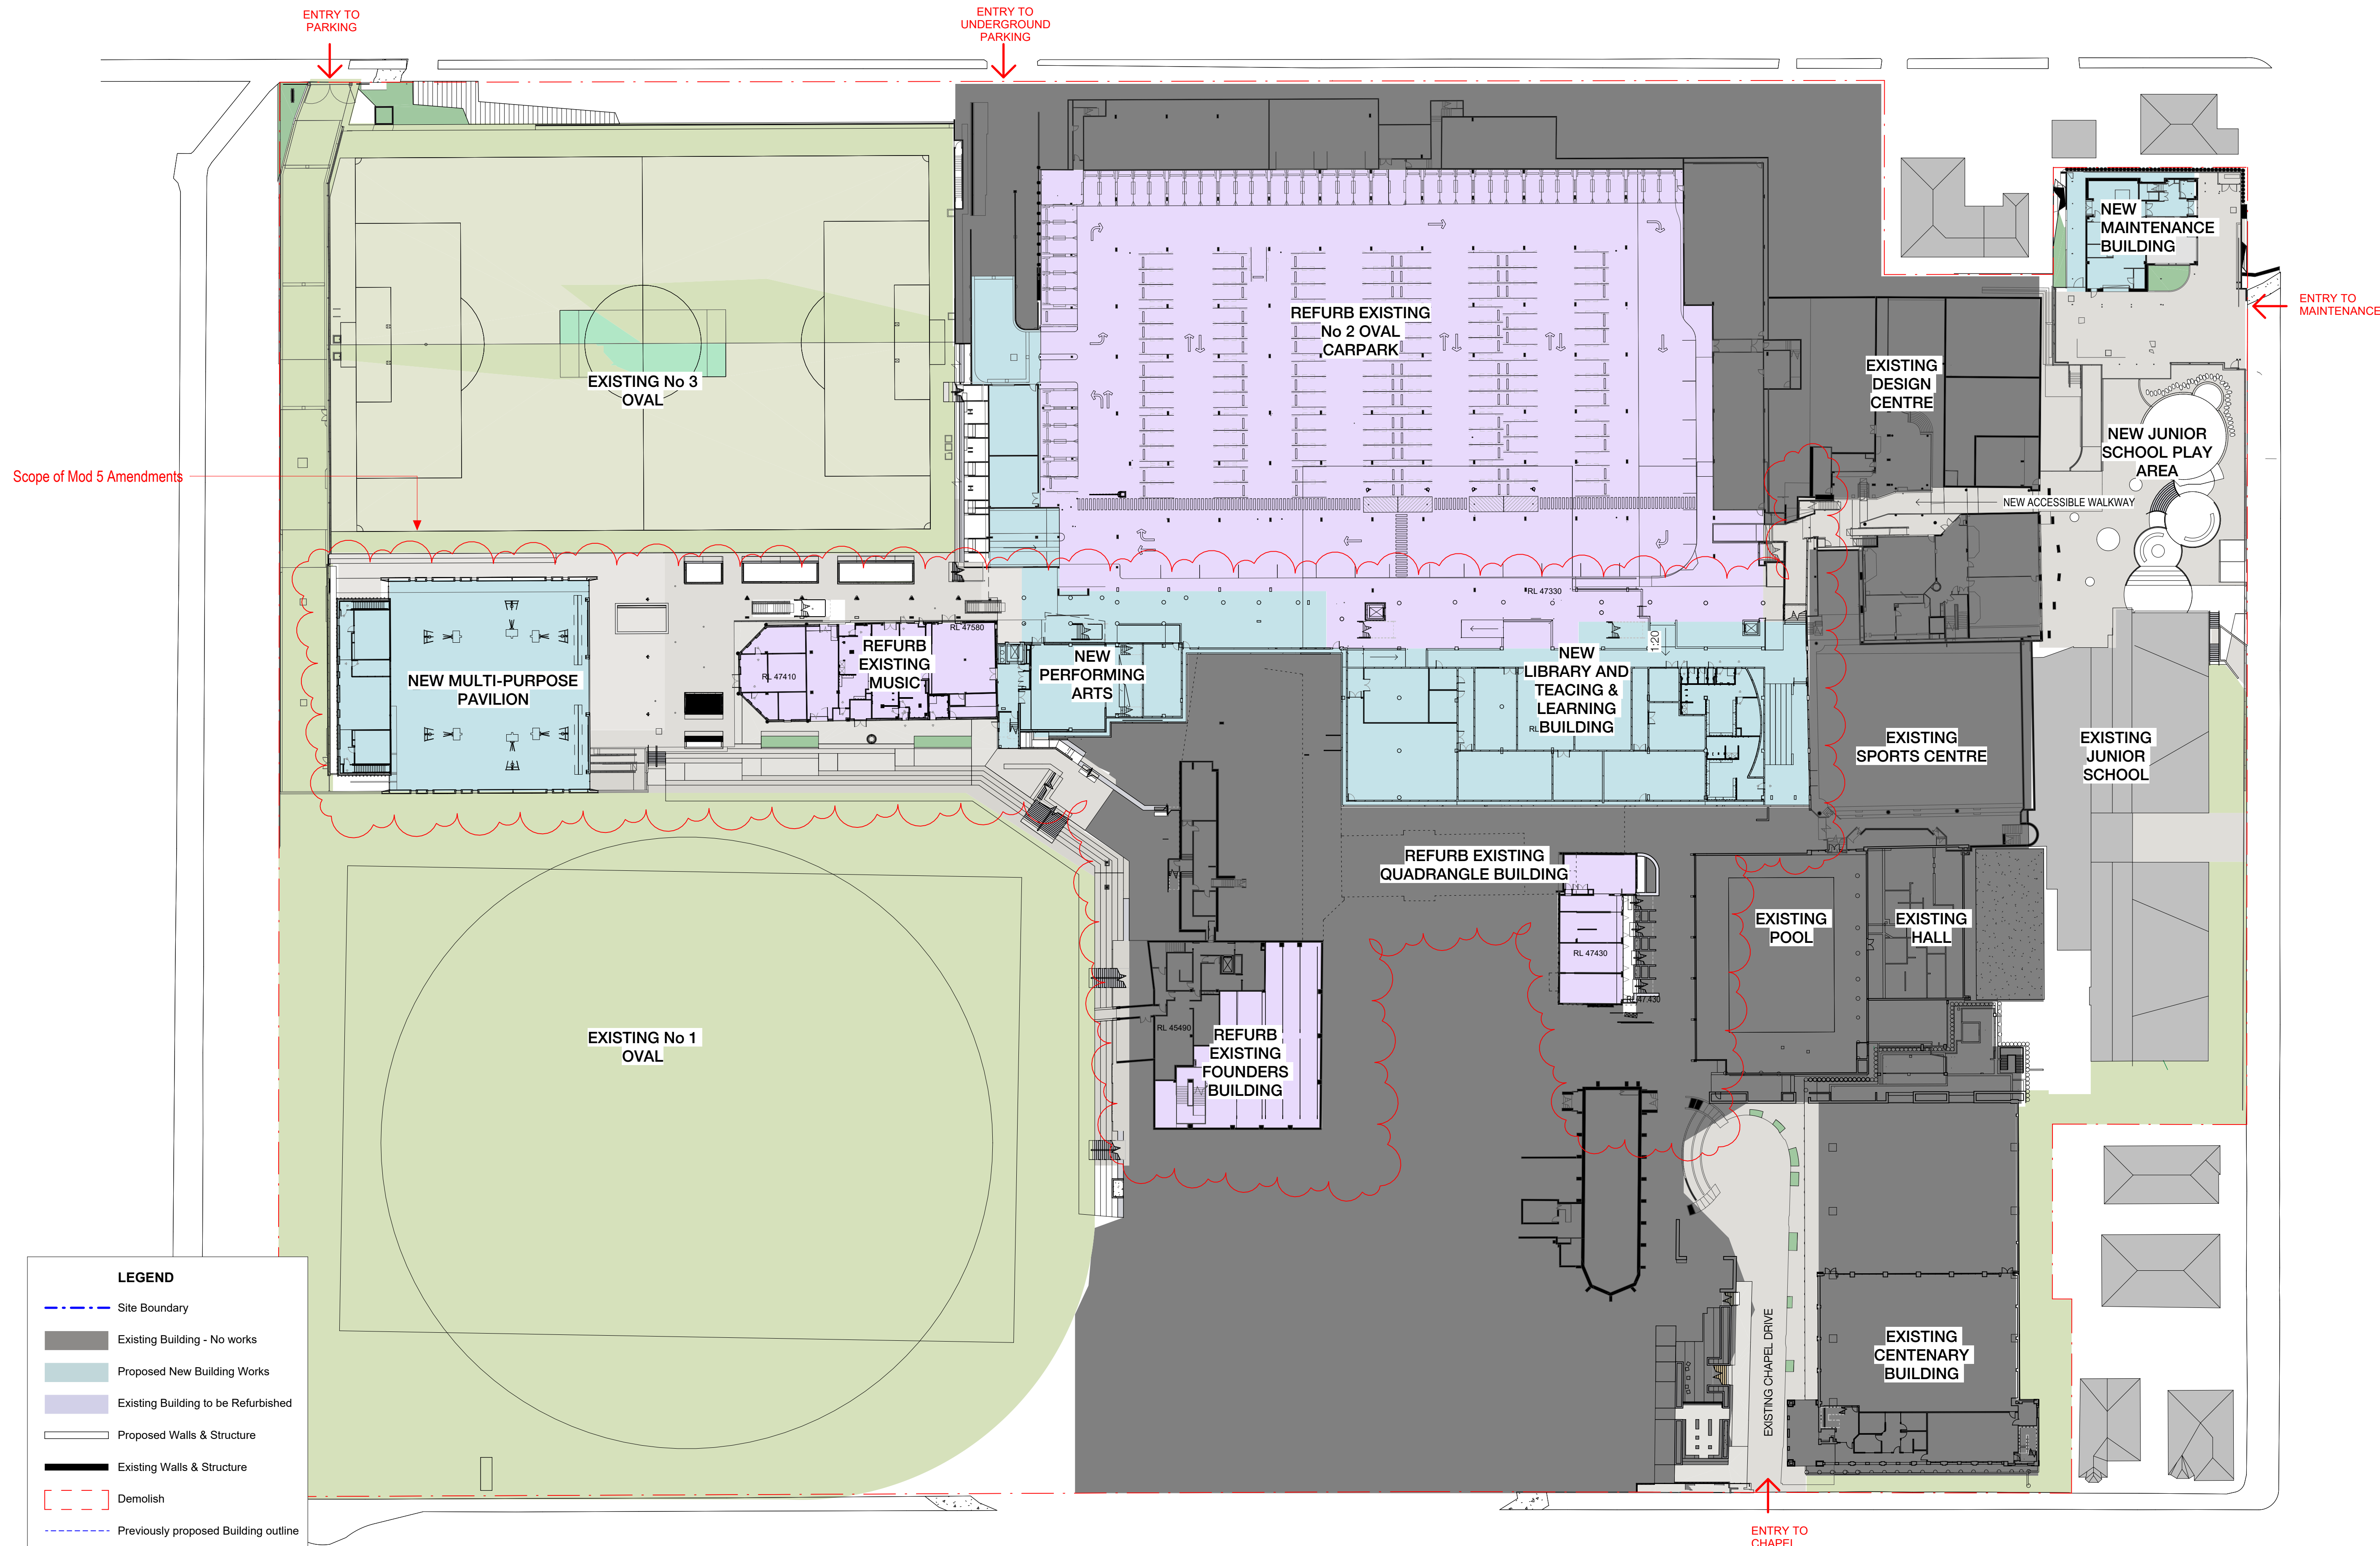 ENTRY TO
PARKING
ENTRY TO
UNDERGROUND
PARKING
NEW
MAINTENANCE
BUILDING
ENTRY TO
MAINTENANCE
REFURB EXISTING
No 2 OVAL
CARPARK
EXISTING No 3
OVAL
EXISTING
DESIGN
CENTRE
NEW JUNIOR
SCHOOL PLAY
AREA
Scope of Mod 5 Amendments
NEW ACCESSIBLE WALKWAY
RL 47330
RL 47580
1:20
REFURB
EXISTING
MUSIC
RL 47410
NEW MULTI-PURPOSE
PAVILION
NEW
PERFORMING
ARTS
NEW
LIBRARY AND
TEACING &
LEARNING
BUILDING
RL
EXISTING
SPORTS CENTRE
EXISTING
JUNIOR
SCHOOL
REFURB EXISTING
QUADRANGLE BUILDING
EXISTING
POOL
EXISTING
HALL
RL 47430
RL 47.430
EXISTING No 1
OVAL
RL 45490
REFURB
EXISTING
FOUNDERS
BUILDING
EXISTING CHAPEL DRIVE
EXISTING
CENTENARY
BUILDING
LEGEND
Site Boundary
Existing Building - No works
Proposed New Building Works
Existing Building to be Refurbished
Proposed Walls & Structure
Existing Walls & Structure
Demolish
Previously proposed Building outline
ENTRY TO
CHAPEL